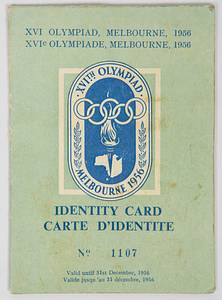 XVI OLYMPIAD, MELBOURNE, 1956
XVIe OLYMPIADE, MELBOURNE, 1956
XVITH OLYMPIAD
MELBOURNE 1956
IDENTITY CARD
CARTE D'IDENTITE
No 1107
Valid until 31st December, 1956
Valide jusqu'au 31 décembre, 1956